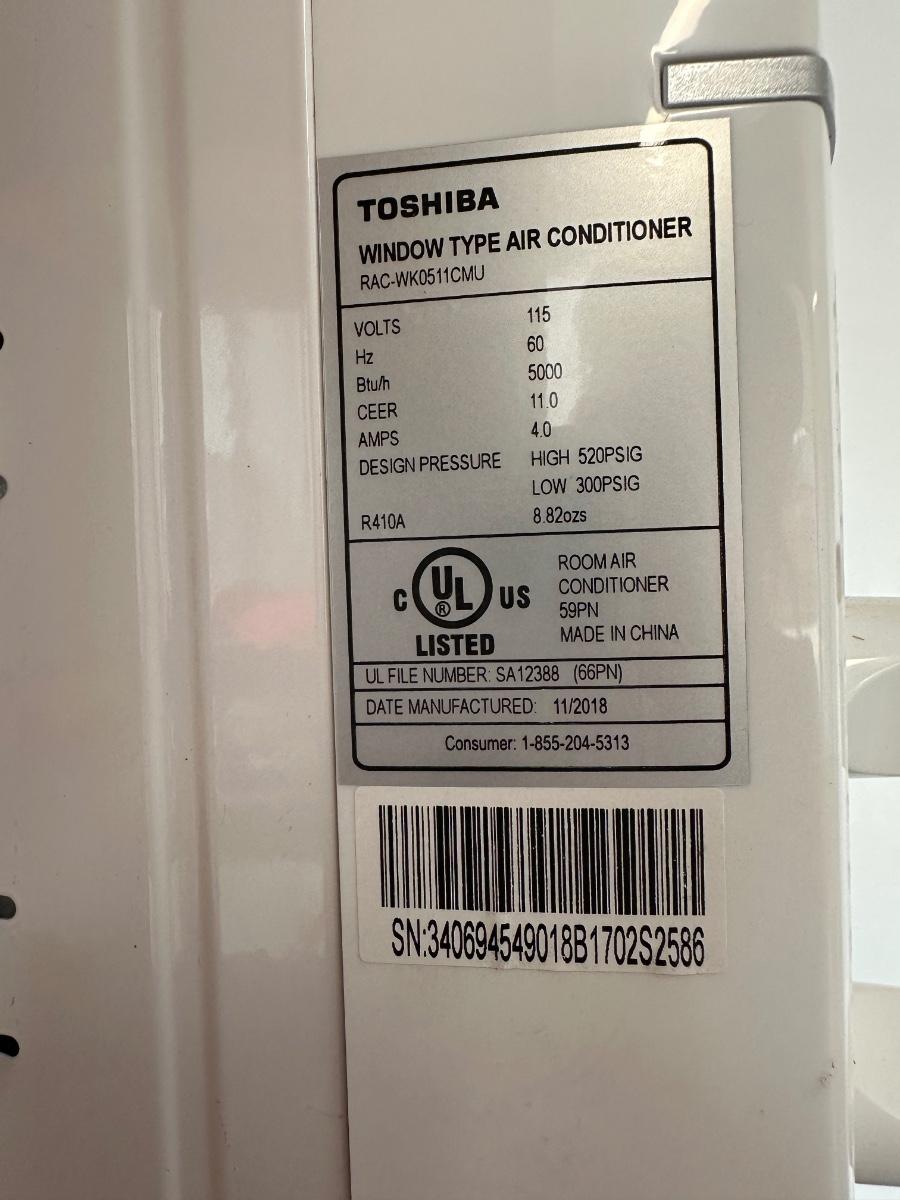 TOSHIBA
WINDOW TYPE AIR CONDITIONER
RAC-WK0511CMU
VOLTS 115
Hz 60
Btu/h 5000
CEER 11.0
AMPS 4.0
DESIGN PRESSURE HIGH 520PSIG
LOW 300PSIG
R410A 8.82ozs
C UL® US
LISTED
ROOM AIR
CONDITIONER
59PN
MADE IN CHINA
UL FILE NUMBER: SA12388 (66PN)
DATE MANUFACTURED: 11/2018
Consumer: 1-855-204-5313
SN:340694549018B1702S2586